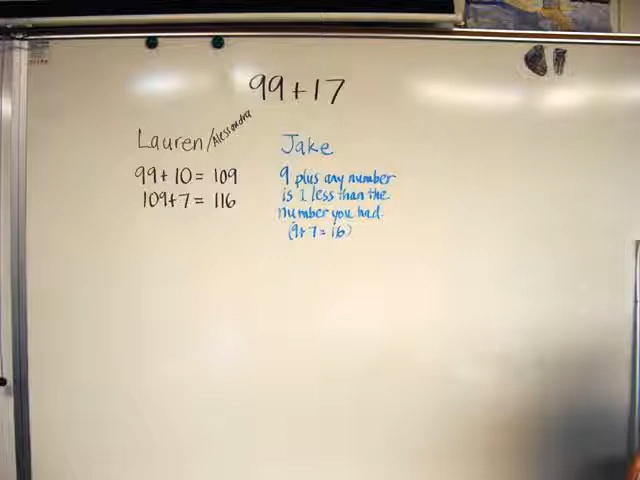 99 + 17
Lauren/Alessandra
99 + 10 = 109
109 + 7 = 116
Jake
9 plus any number
is 1 less than the
number you had.
(9 + 7 = 16)